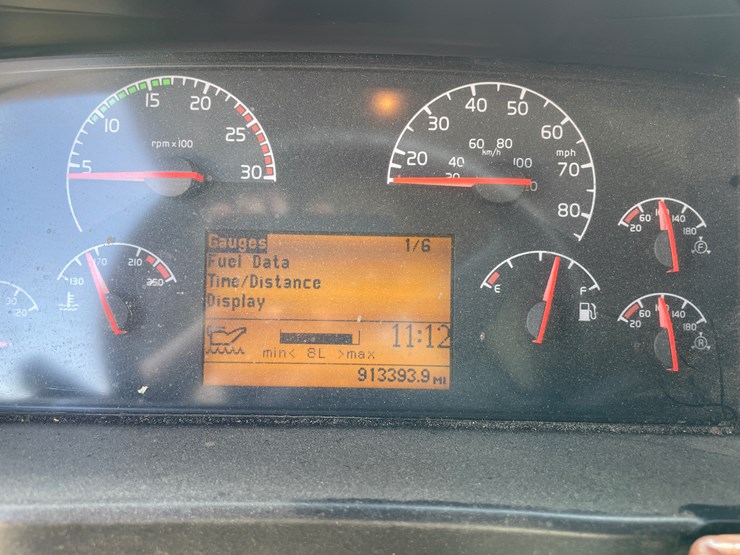 5 10 15 20 25 30
rpm x 100
20 30 40 50 60 70 80
mph
20 40 60 80 100
km/h
130 210 250
E F
20 60 140 180
F
20 60 140 180
R
30
120
Gauges 1/6
Fuel Data
Time/Distance
Display
11:12
min< 8L >max
913393.9 MI